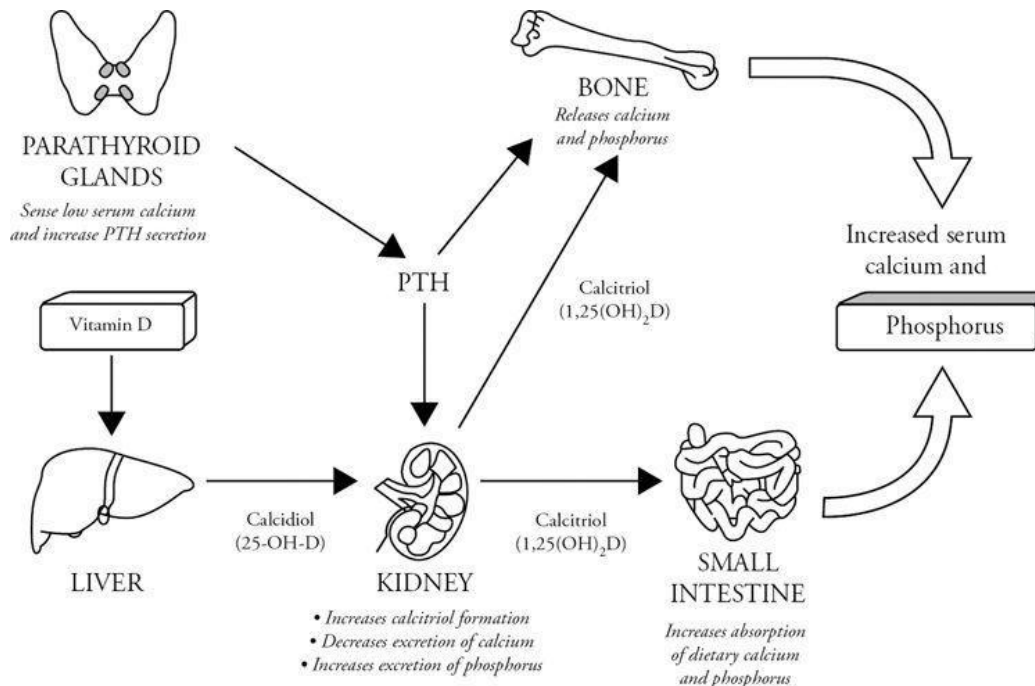 PARATHYROID
GLANDS
Sense low serum calcium
and increase PTH secretion
BONE
Releases calcium
and phosphorus
Increased serum
calcium and
Phosphorus
PTH
Calcitriol
(1,25(OH)₂D)
Vitamin D
LIVER
Calcidiol
(25-OH-D)
KIDNEY
• Increases calcitriol formation
• Decreases excretion of calcium
• Increases excretion of phosphorus
Calcitriol
(1,25(OH)₂D)
SMALL
INTESTINE
Increases absorption
of dietary calcium
and phosphorus